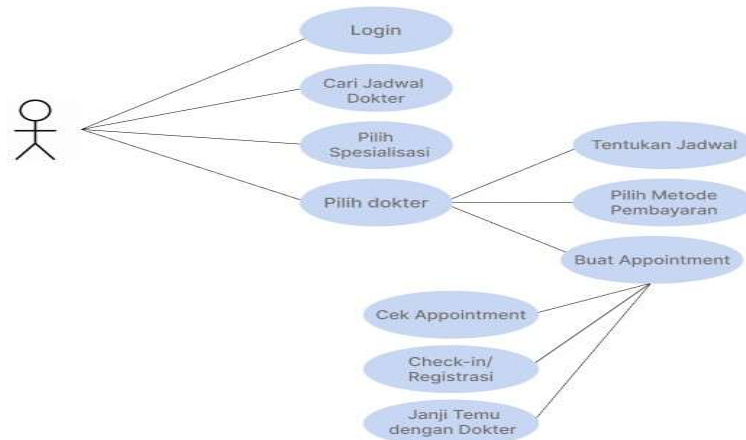 Login
Cari Jadwal
Dokter
Pilih
Spesialisasi
Pilih dokter
Tentukan Jadwal
Pilih Metode
Pembayaran
Buat Appointment
Cek Appointment
Check-in/
Registrasi
Janji Temu
dengan Dokter